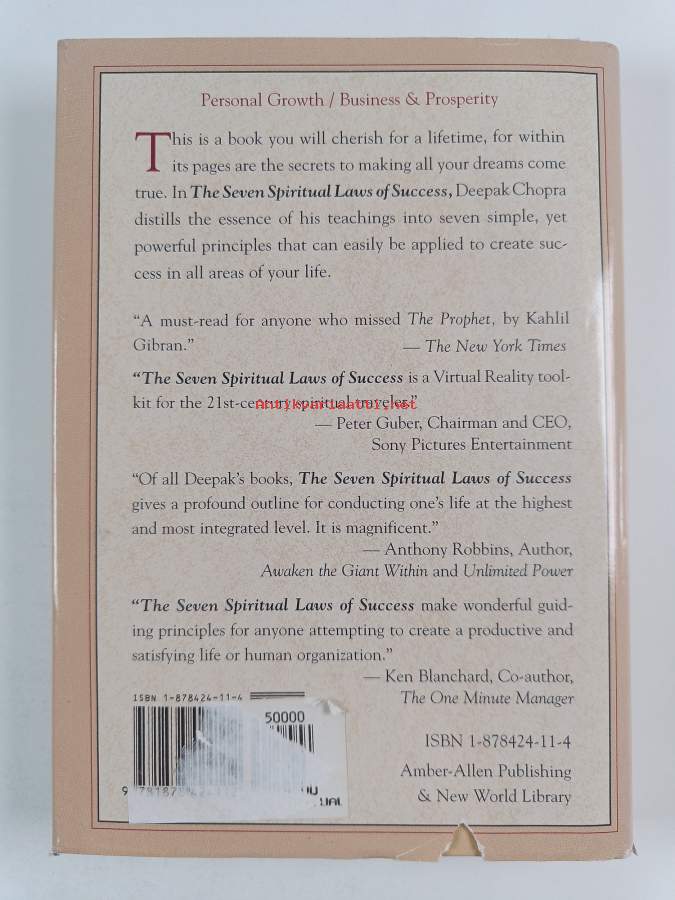 Personal Growth / Business & Prosperity
This is a book you will cherish for a lifetime, for within
its pages are the secrets to making all your dreams come
true. In The Seven Spiritual Laws of Success, Deepak Chopra
distills the essence of his teachings into seven simple, yet
powerful principles that can easily be applied to create suc-
cess in all areas of your life.
“A must-read for anyone who missed The Prophet, by Kahlil
Gibran.” — The New York Times
“The Seven Spiritual Laws of Success is a Virtual Reality tool-
kit for the 21st-century spiritual traveler.”
Antikvariaatti.net
— Peter Guber, Chairman and CEO,
Sony Pictures Entertainment
“Of all Deepak’s books, The Seven Spiritual Laws of Success
gives a profound outline for conducting one’s life at the highest
and most integrated level. It is magnificent.”
— Anthony Robbins, Author,
Awaken the Giant Within and Unlimited Power
“The Seven Spiritual Laws of Success make wonderful guid-
ing principles for anyone attempting to create a productive and
satisfying life or human organization.”
— Ken Blanchard, Co-author,
The One Minute Manager
ISBN 1-878424-11-4
50000
ISBN 1-878424-11-4
Amber-Allen Publishing
& New World Library